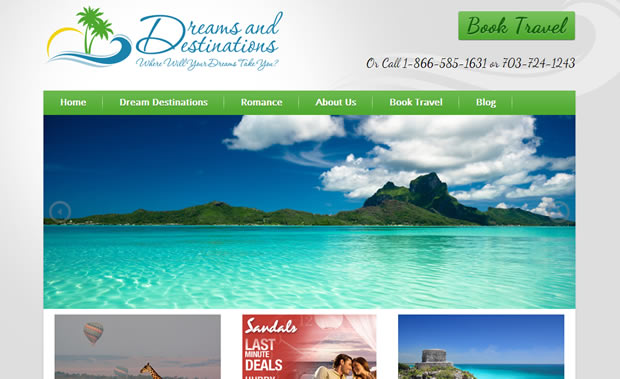 Dreams and
Destinations
Where Will Your Dreams Take You?
Book Travel
Or Call 1-866-585-1631 or 703-724-1243
Home Dream Destinations Romance About Us Book Travel Blog
Sandals
LAST
MINUTE
DEALS
HURRY